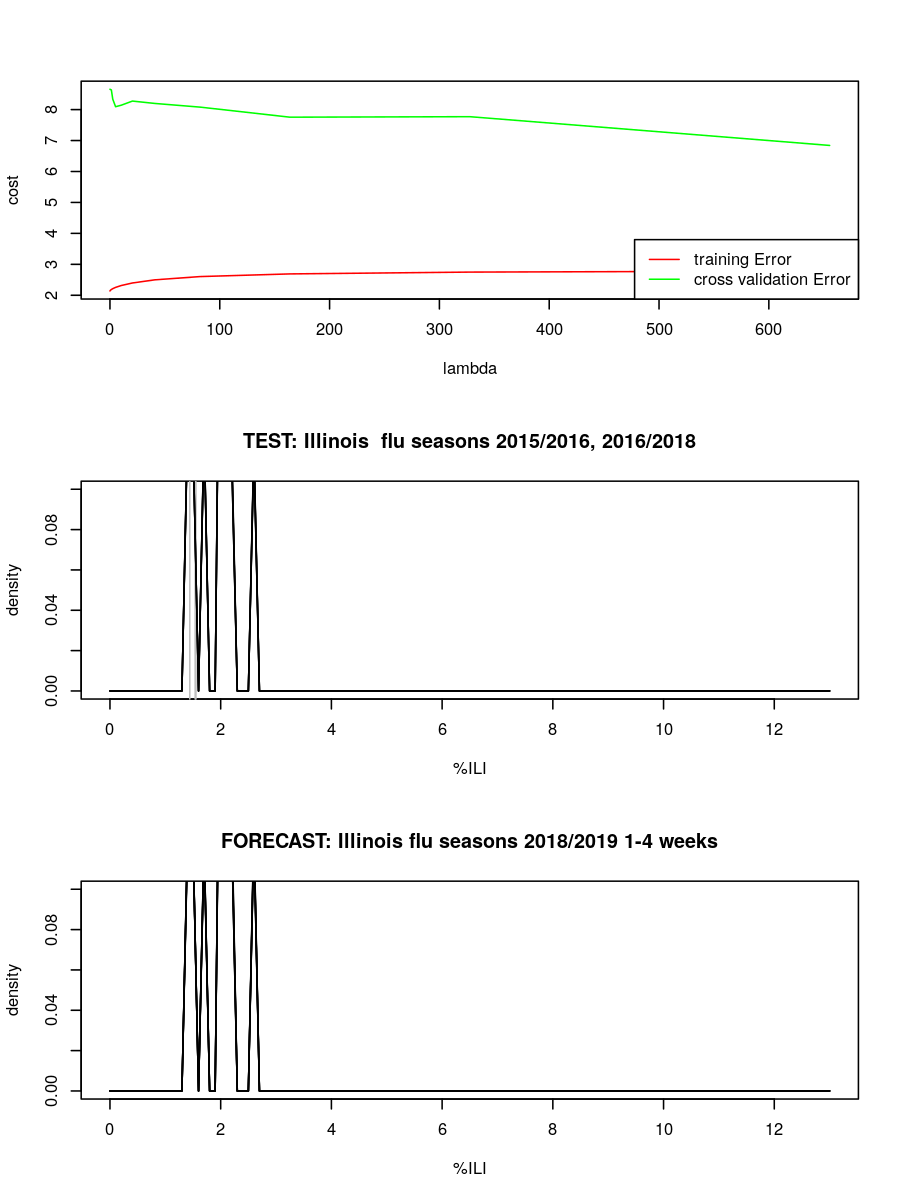 cost
8
7
6
5
4
3
2
training Error
cross validation Error
0 100 200 300 400 500 600
lambda
TEST: Illinois  flu seasons 2015/2016, 2016/2018
density
0.08
0.04
0.00
0 2 4 6 8 10 12
%ILI
FORECAST: Illinois flu seasons 2018/2019 1-4 weeks
density
0.08
0.04
0.00
0 2 4 6 8 10 12
%ILI